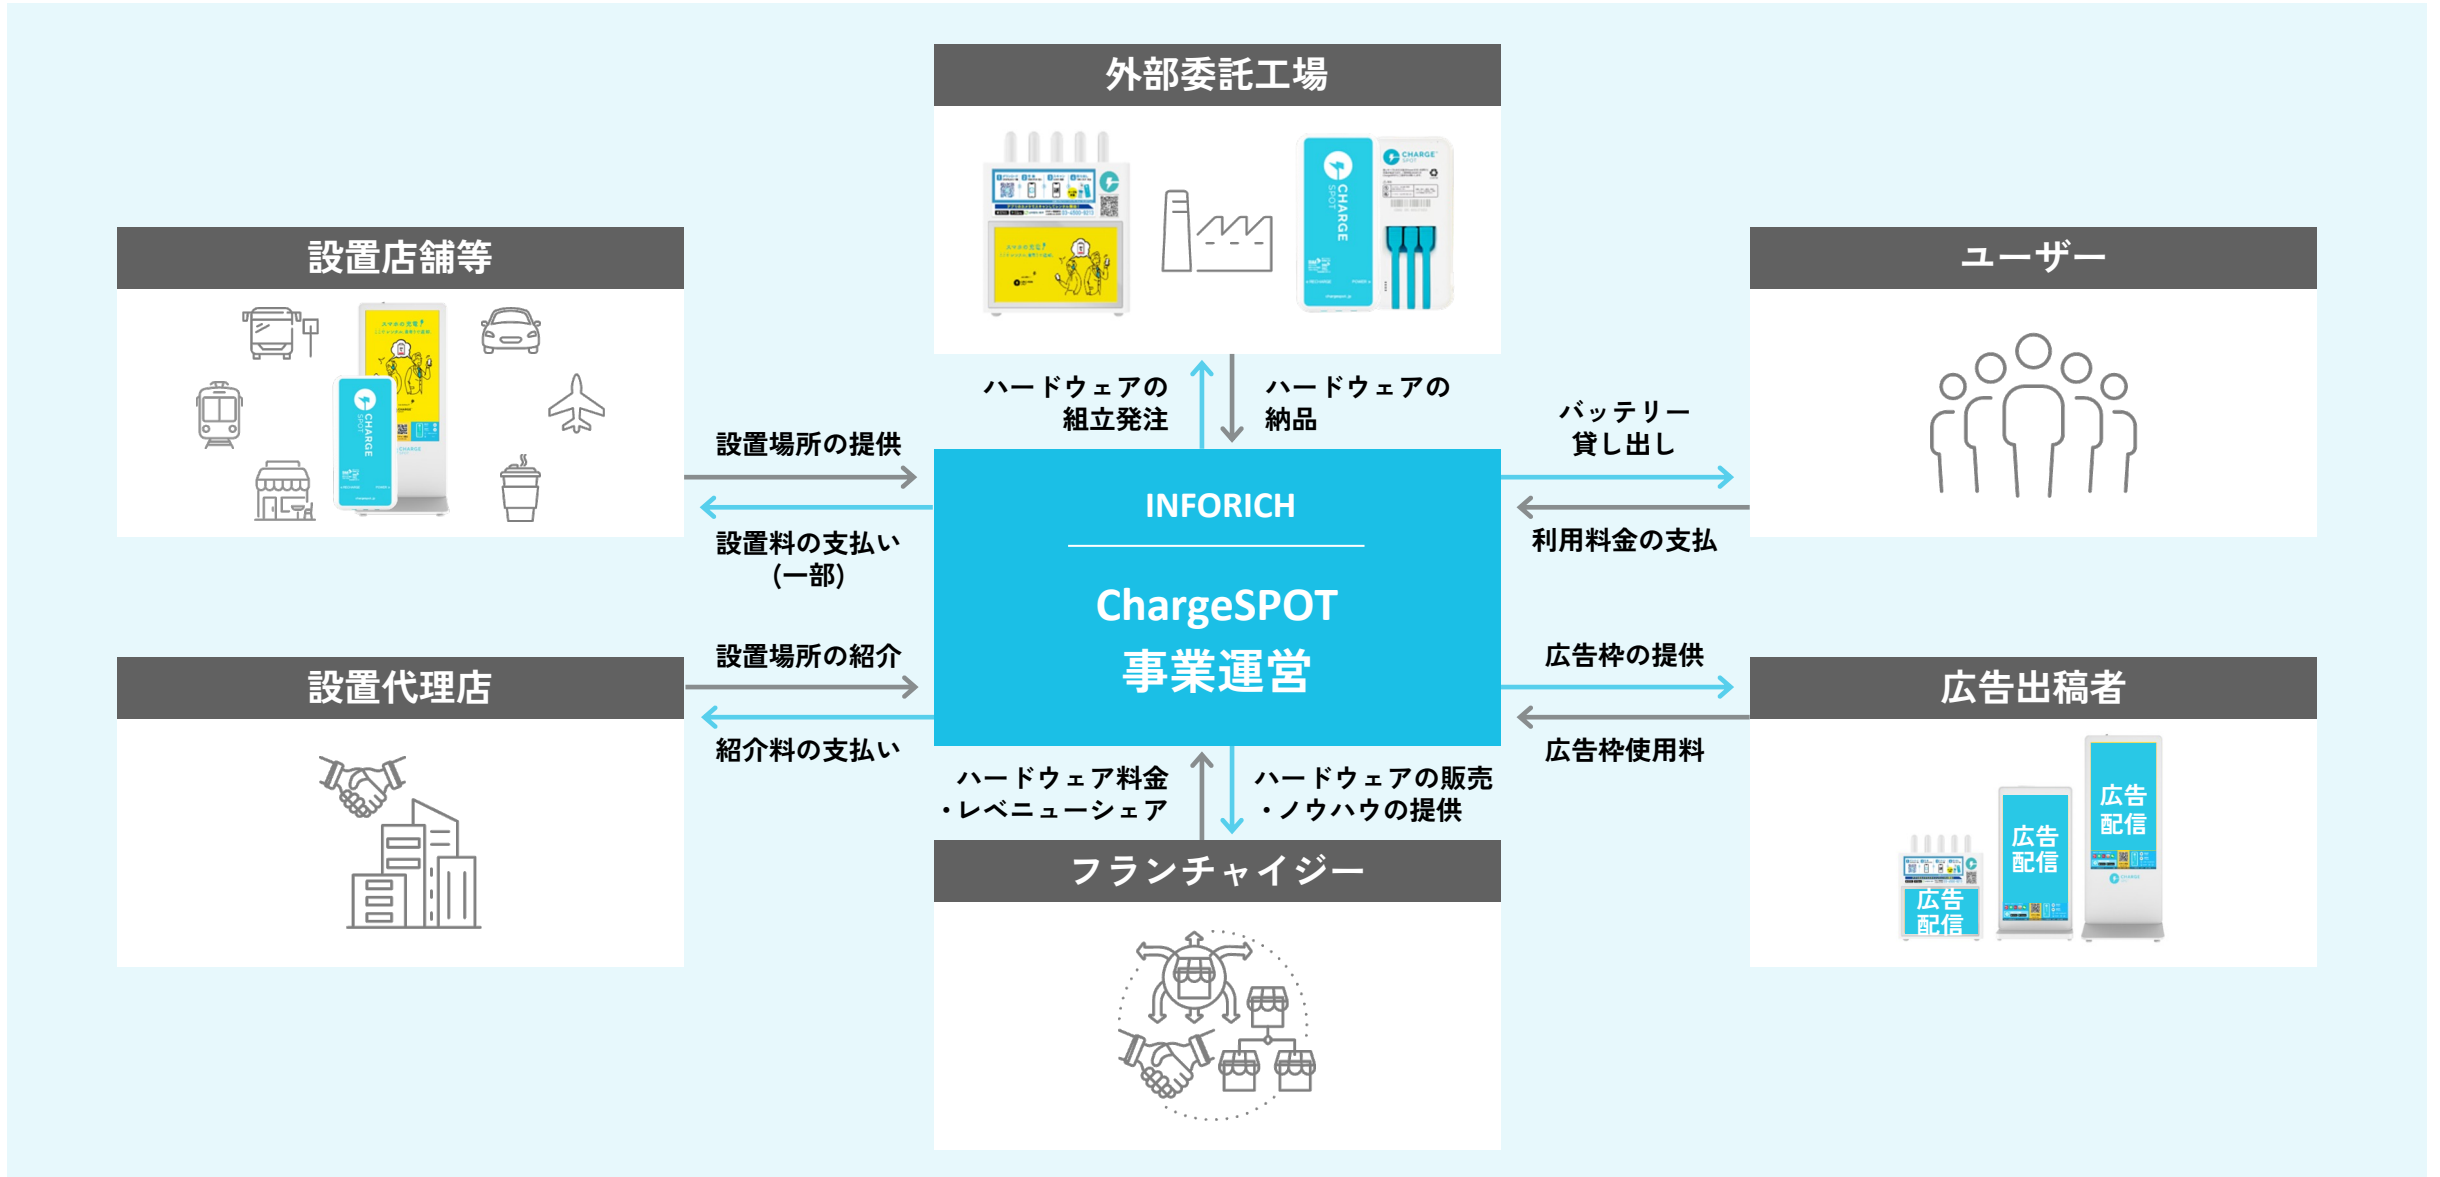 外部委託工場
CHARGE
SPOT
CHARGE
SPOT
設置店舗等
CHARGE
SPOT
CHARGE
ユーザー
ハードウェアの
組立発注
ハードウェアの
納品
設置場所の提供
設置料の支払い
(一部)
バッテリー
貸し出し
利用料金の支払
INFORICH
ChargeSPOT
事業運営
設置代理店
設置場所の紹介
紹介料の支払い
広告枠の提供
広告枠使用料
広告出稿者
広告
配信
広告
配信
広告
配信
ハードウェア料金
・レベニューシェア
ハードウェアの販売
・ノウハウの提供
フランチャイジー